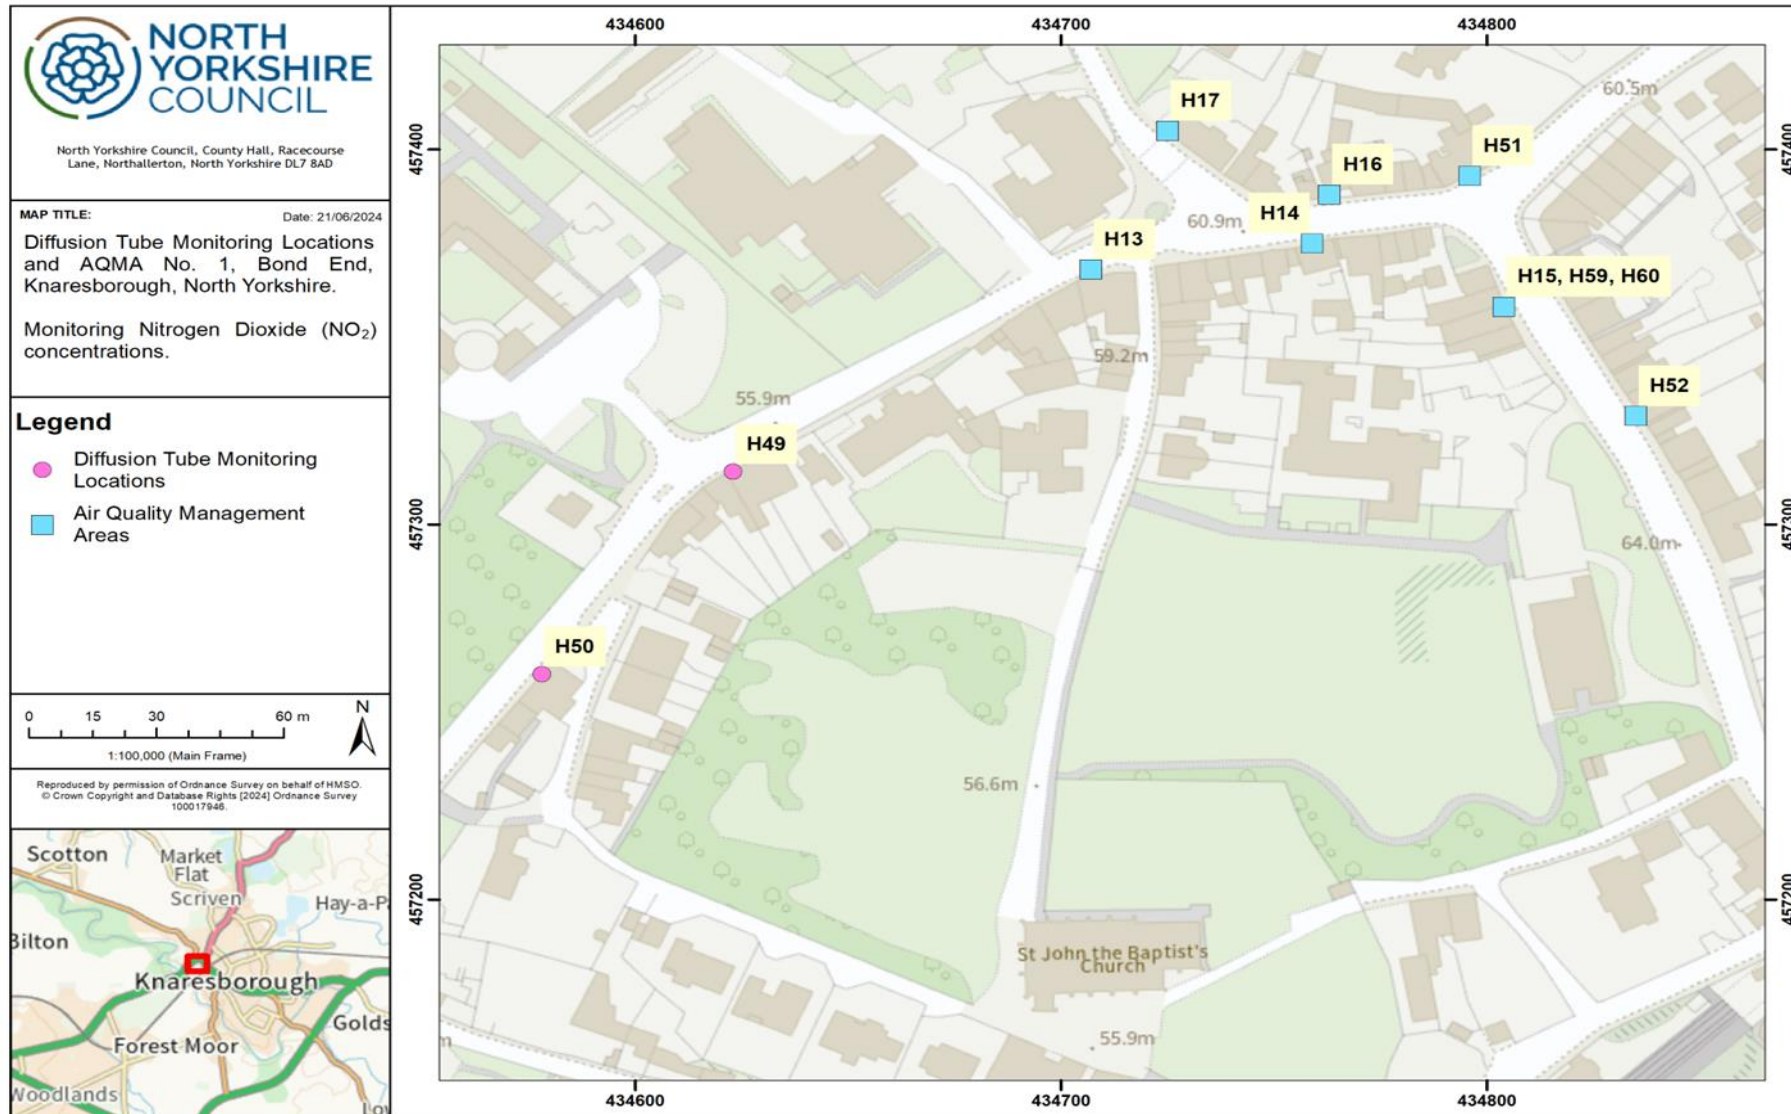 NORTH
YORKSHIRE
COUNCIL
North Yorkshire Council, County Hall, Racecourse
Lane, Northallerton, North Yorkshire DL7 8AD
MAP TITLE:
Date: 21/06/2024
Diffusion Tube Monitoring Locations
and AQMA No. 1, Bond End,
Knaresborough, North Yorkshire.
Monitoring Nitrogen Dioxide (NO₂)
concentrations.
Legend
Diffusion Tube Monitoring
Locations
Air Quality Management
Areas
0 15 30 60 m
N
1:100,000 (Main Frame)
Reproduced by permission of Ordnance Survey on behalf of HMSO.
© Crown Copyright and Database Rights [2024] Ordnance Survey
100017946.
Scotton
Market
Flat
Scriven
Hay-a-P
Bilton
Knaresborough
Golds
Forest Moor
Woodlands
Lo
434600
434700
434800
457400
457400
60.5m
H17
H51
H16
H14
60.9m
H13
H15, H59, H60
59.2m
H52
55.9m
H49
457300
457300
64.0m
H50
56.6m
457200
457200
St John the Baptist's
Church
55.9m
m
434600
434700
434800